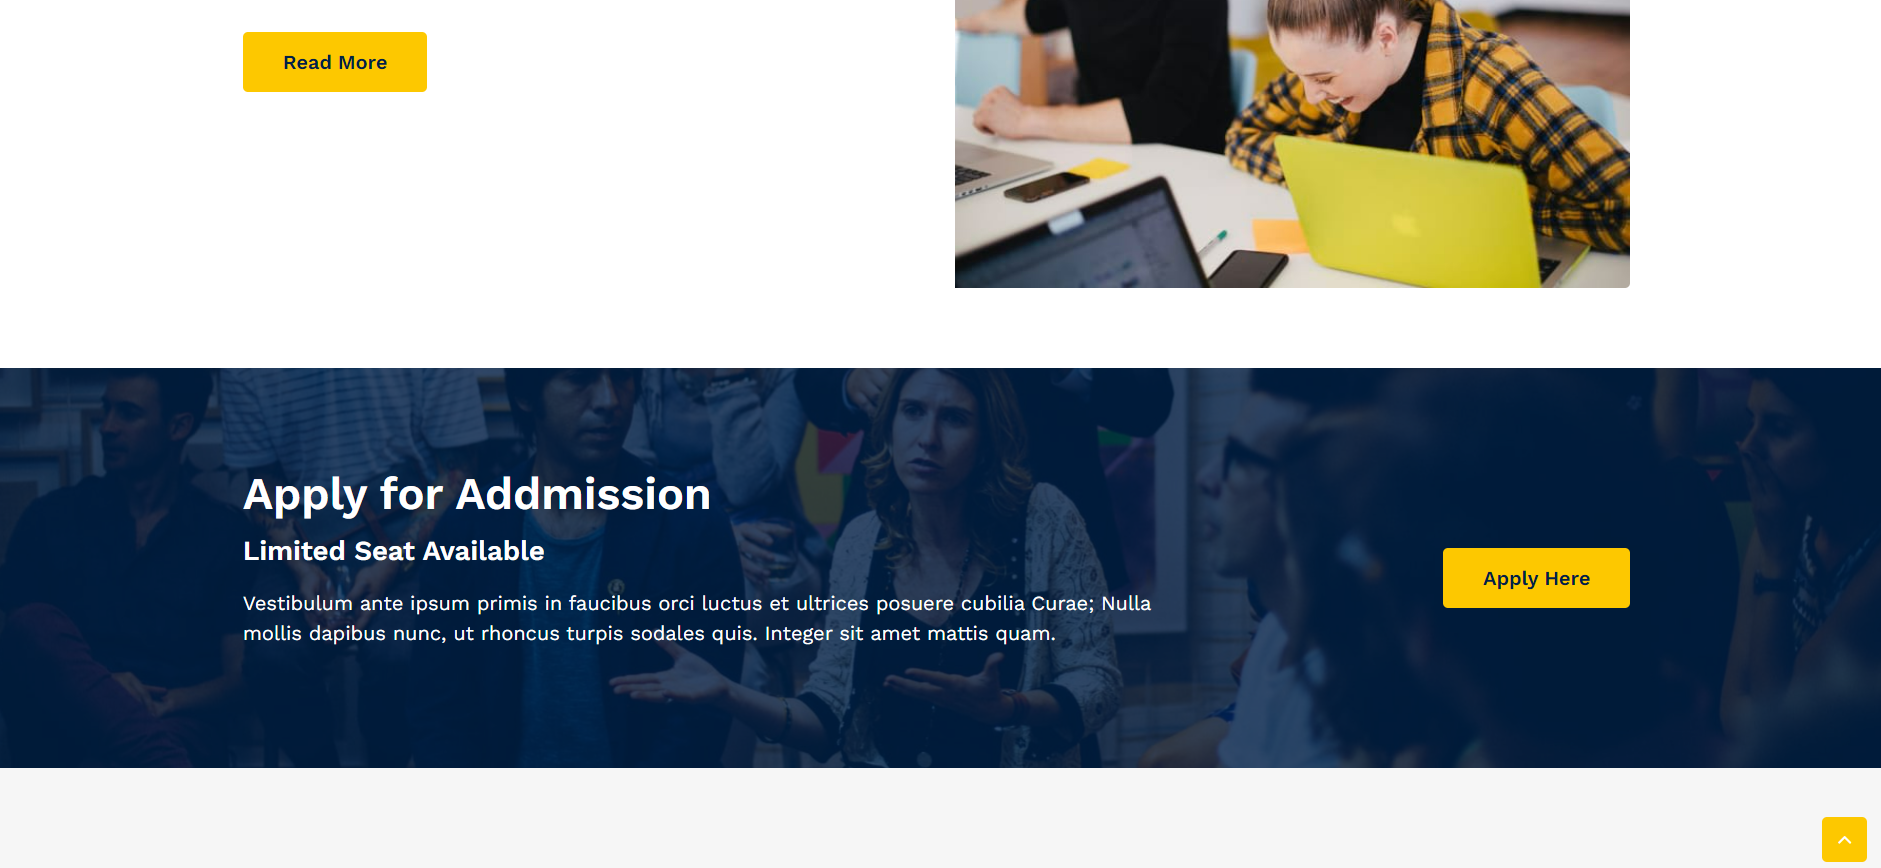 Read More
Apply for Addmission
Limited Seat Available
Vestibulum ante ipsum primis in faucibus orci luctus et ultrices posuere cubilia Curae; Nulla
mollis dapibus nunc, ut rhoncus turpis sodales quis. Integer sit amet mattis quam.
Apply Here